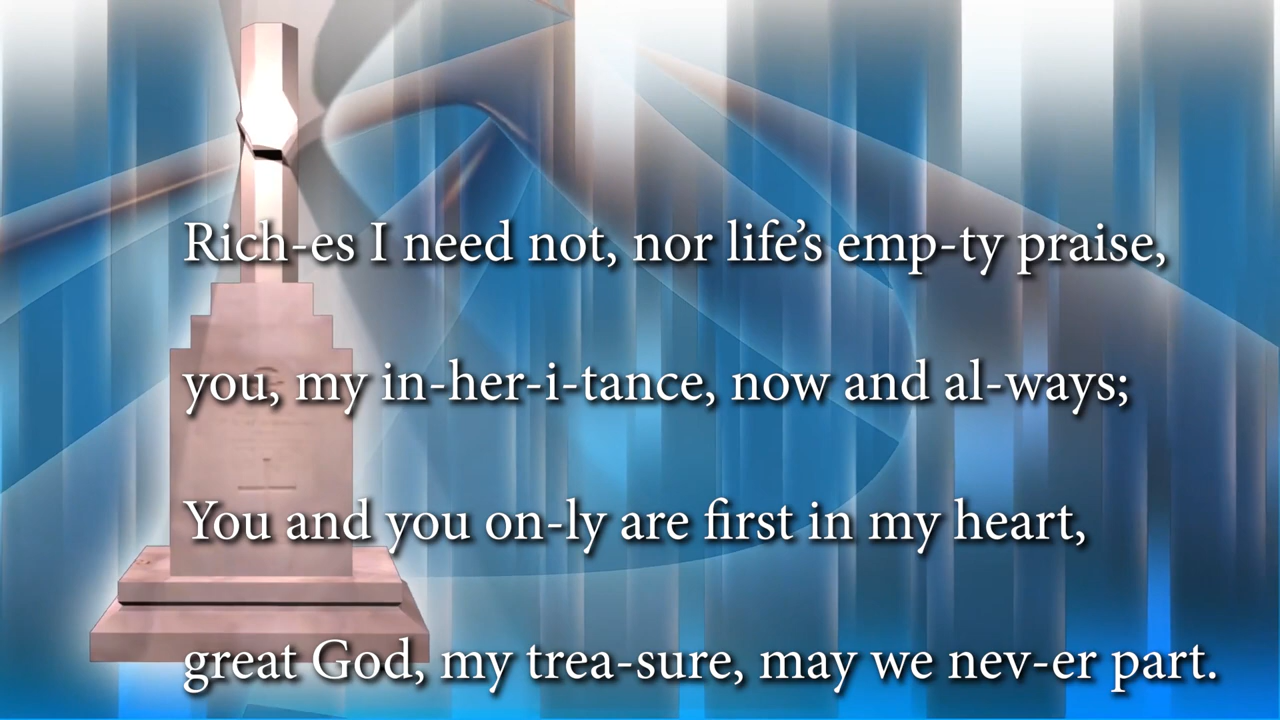 Rich-es I need not, nor life’s emp-ty praise,
you, my in-her-i-tance, now and al-ways;
You and you on-ly are first in my heart,
great God, my trea-sure, may we nev-er part.